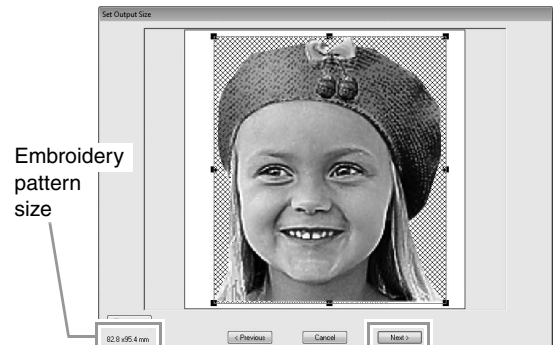 Set Output Size
Embroidery
pattern
size
82.8 x95.4 mm
< Previous
Cancel
Next >